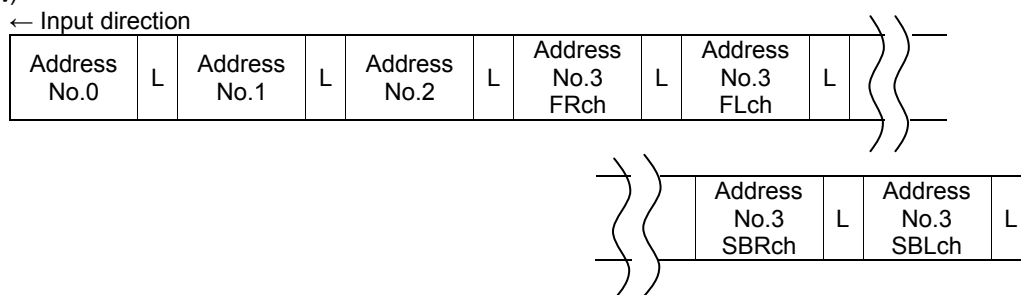 ← Input direction
Address
No.0
L
Address
No.1
L
Address
No.2
L
Address
No.3
FRch
L
Address
No.3
FLch
L
Address
No.3
SBRch
L
Address
No.3
SBLch
L